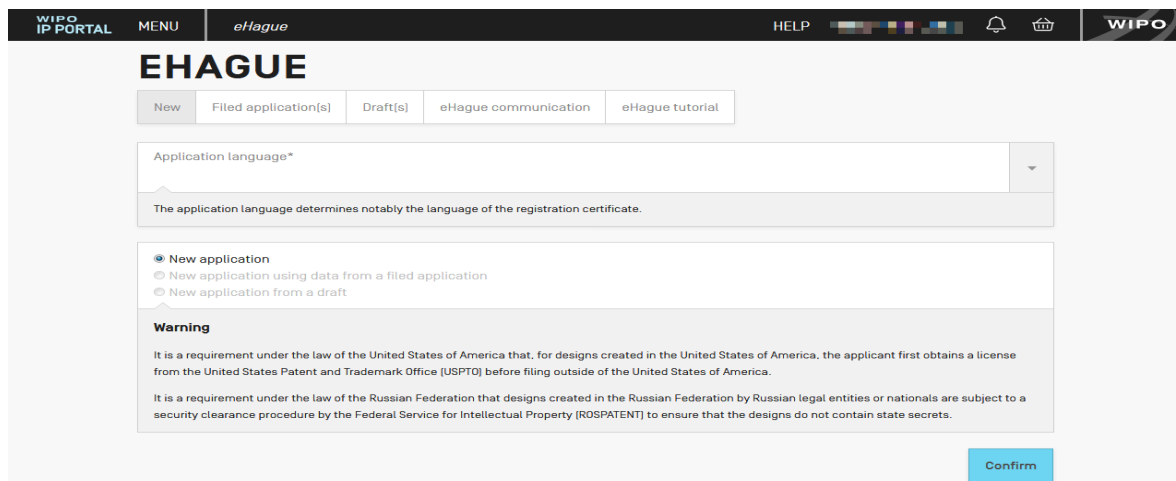 WIPO
IP PORTAL
MENU
eHague
HELP
WIPO
EHAGUE
New
Filed application(s)
Draft(s)
eHague communication
eHague tutorial
Application language*
The application language determines notably the language of the registration certificate.
New application
New application using data from a filed application
New application from a draft
Warning
It is a requirement under the law of the United States of America that, for designs created in the United States of America, the applicant first obtains a license
from the United States Patent and Trademark Office (USPTO) before filing outside of the United States of America.
It is a requirement under the law of the Russian Federation that designs created in the Russian Federation by Russian legal entities or nationals are subject to a
security clearance procedure by the Federal Service for Intellectual Property (ROSPATENT) to ensure that the designs do not contain state secrets.
Confirm